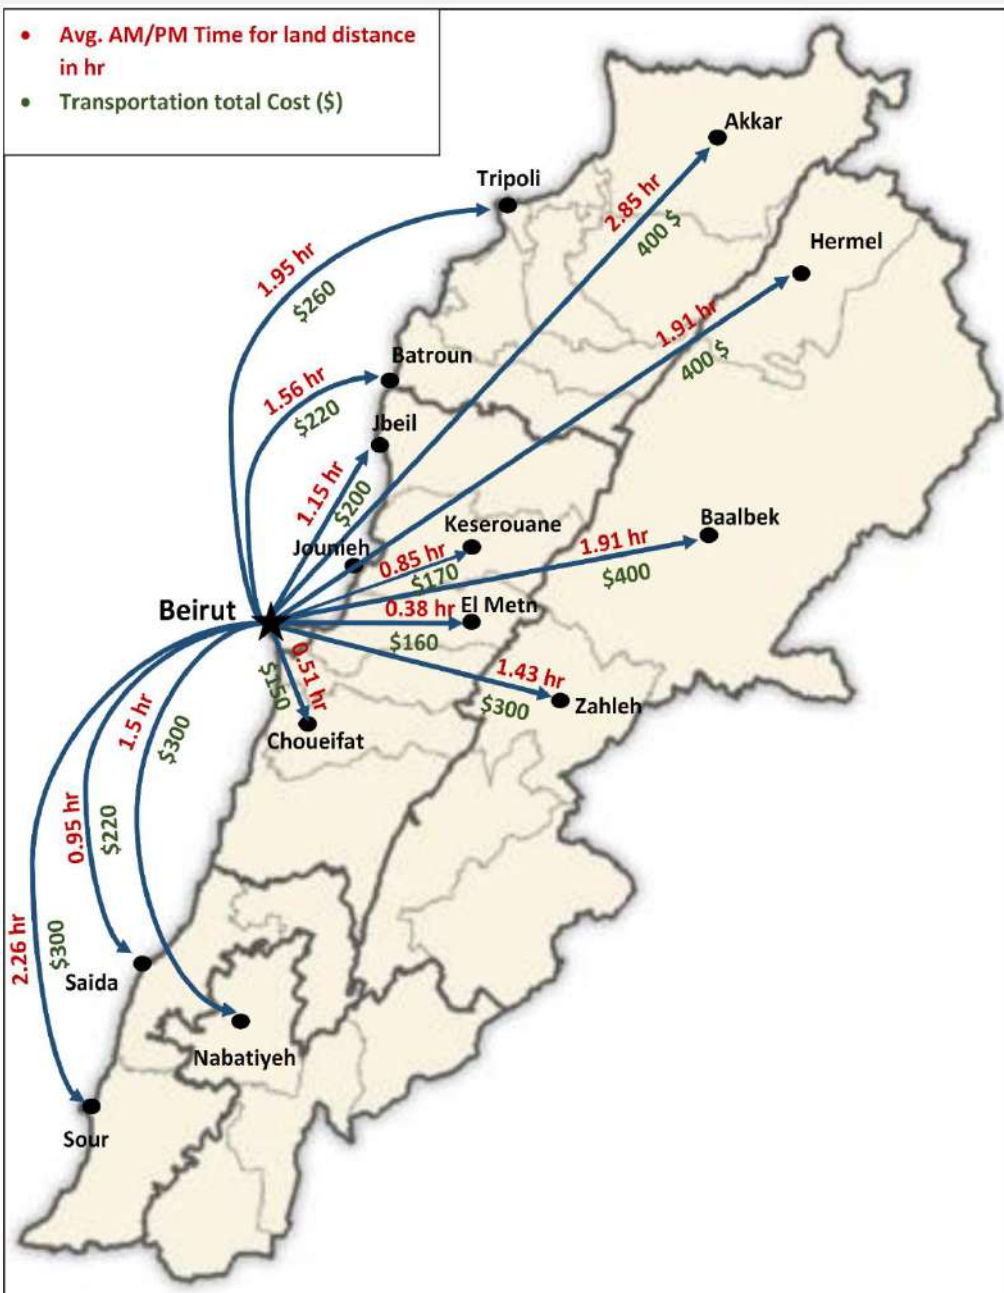 • Avg. AM/PM Time for land distance
in hr
• Transportation total Cost ($)
Akkar
Tripoli
2.85 hr
400 $
Hermel
1.95 hr
$260
1.91 hr
400 $
Batroun
1.56 hr
$220
Jbeil
1.15 hr
$200
Keserouane
Baalbek
Jounieh
0.85 hr
$170
1.91 hr
$400
Beirut
0.38 hr
El Metn
$160
0.51 hr
$150
1.43 hr
$300
Zahleh
Choueifat
1.5 hr
$300
0.95 hr
$220
2.26 hr
$300
Saida
Nabatiyeh
Sour